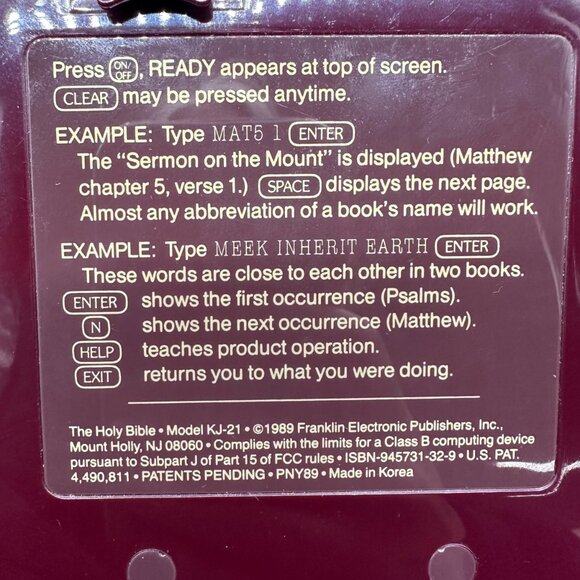 Press ON/OFF, READY appears at top of screen.
CLEAR may be pressed anytime.
EXAMPLE: Type MAT5 1 ENTER
The “Sermon on the Mount” is displayed (Matthew
chapter 5, verse 1.) SPACE displays the next page.
Almost any abbreviation of a book's name will work.
EXAMPLE: Type MEEK INHERIT EARTH ENTER
These words are close to each other in two books.
ENTER shows the first occurrence (Psalms).
N shows the next occurrence (Matthew).
HELP teaches product operation.
EXIT returns you to what you were doing.
The Holy Bible • Model KJ-21 • ©1989 Franklin Electronic Publishers, Inc.,
Mount Holly, NJ 08060 • Complies with the limits for a Class B computing device
pursuant to Subpart J of Part 15 of FCC rules • ISBN-945731-32-9 • U.S. PAT.
4,490,811 • PATENTS PENDING • PNY89 • Made in Korea